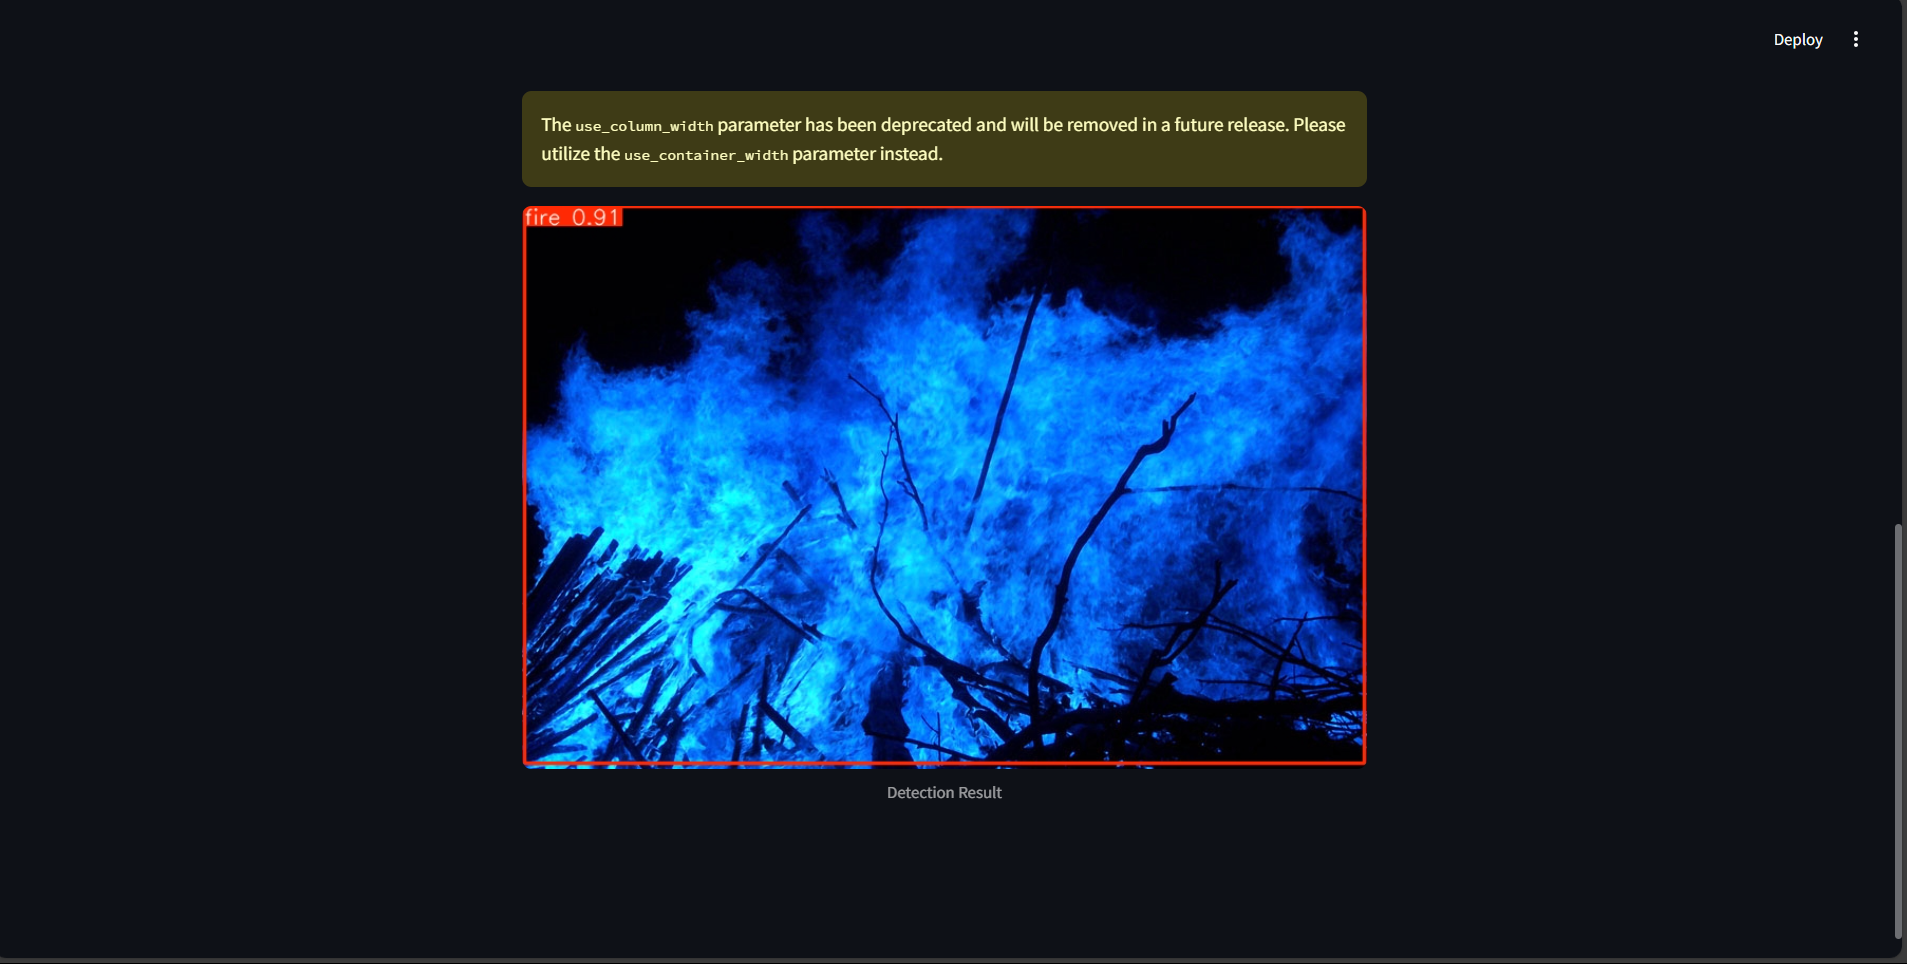 Deploy
The use_column_width parameter has been deprecated and will be removed in a future release. Please
utilize the use_container_width parameter instead.
fire 0.91
Detection Result